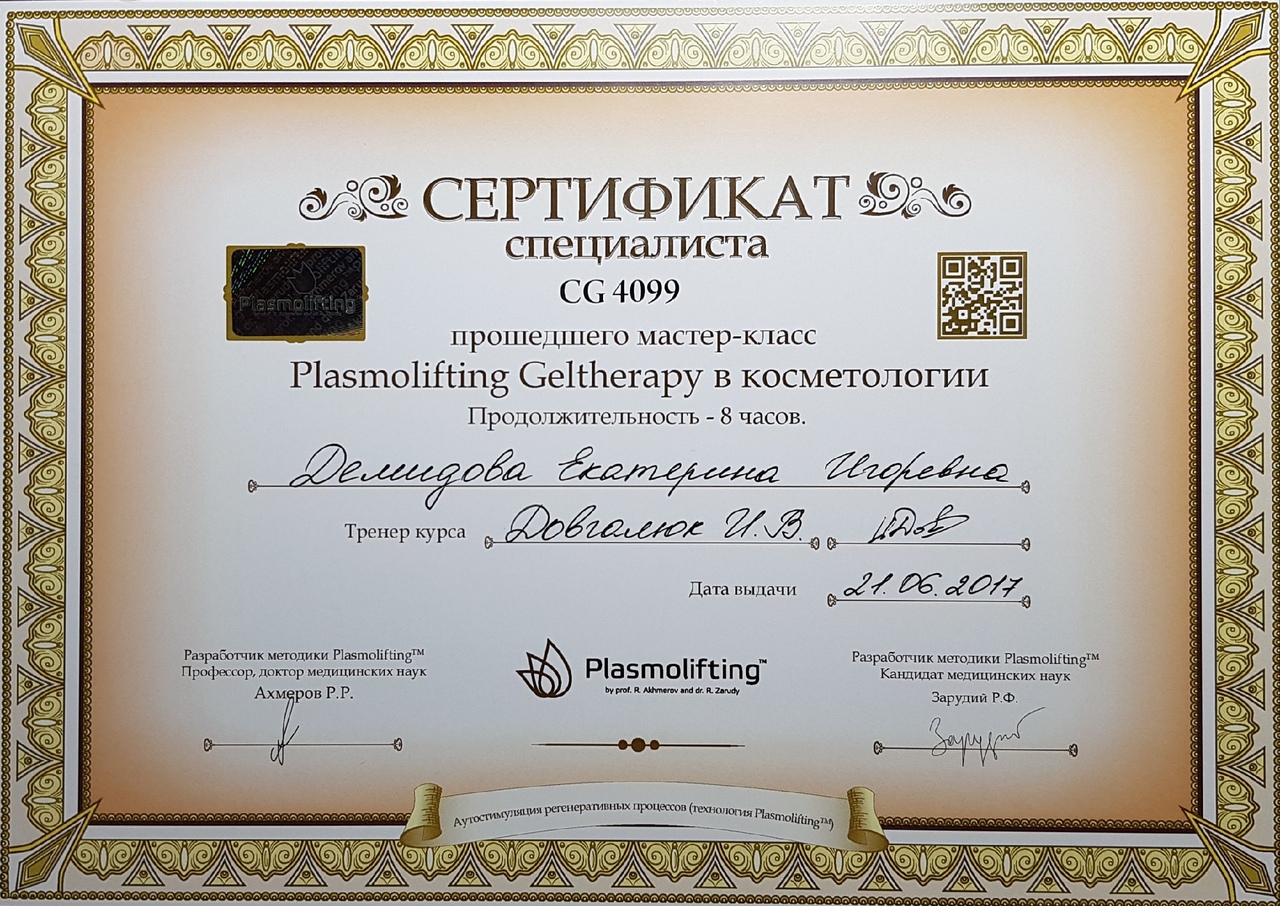 СЕРТИФИКАТ
специалиста
CG 4099
Plasmolifting
прошедшего мастер-класс
Plasmolifting Geltherapy в косметологии
Продолжительность - 8 часов.
Демидова Екатерина Игоревна
Тренер курса Довгалюк И.В.
Дата выдачи 21.06.2017
Разработчик методики Plasmolifting™
Профессор, доктор медицинских наук
Ахмеров Р.Р.
Plasmolifting™
by prof. R. Akhmerov and dr. R. Zarudy
Разработчик методики Plasmolifting™
Кандидат медицинских наук
Зарудий Р.Ф.
Аутостимуляция регенеративных процессов (технология Plasmolifting™)